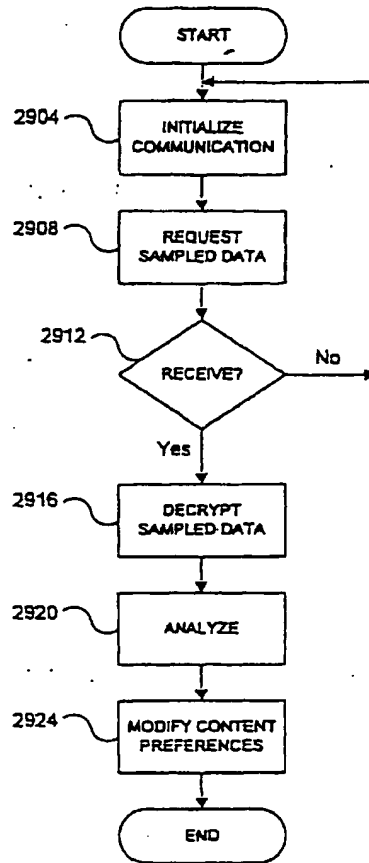 START
2904
INITIALIZE
COMMUNICATION
2908
REQUEST
SAMPLED DATA
2912
RECEIVE?
No
Yes
2916
DECRYPT
SAMPLED DATA
2920
ANALYZE
2924
MODIFY CONTENT
PREFERENCES
END